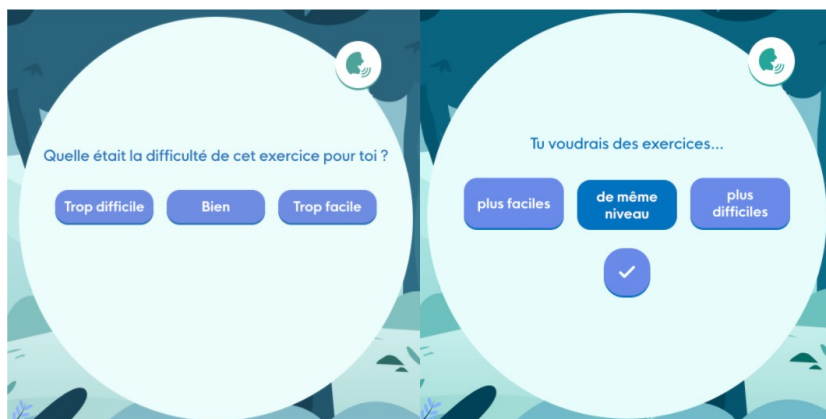 Quelle était la difficulté de cet exercice pour toi ?
Trop difficile
Bien
Trop facile
Tu voudrais des exercices...
plus faciles
de même
niveau
plus
difficiles